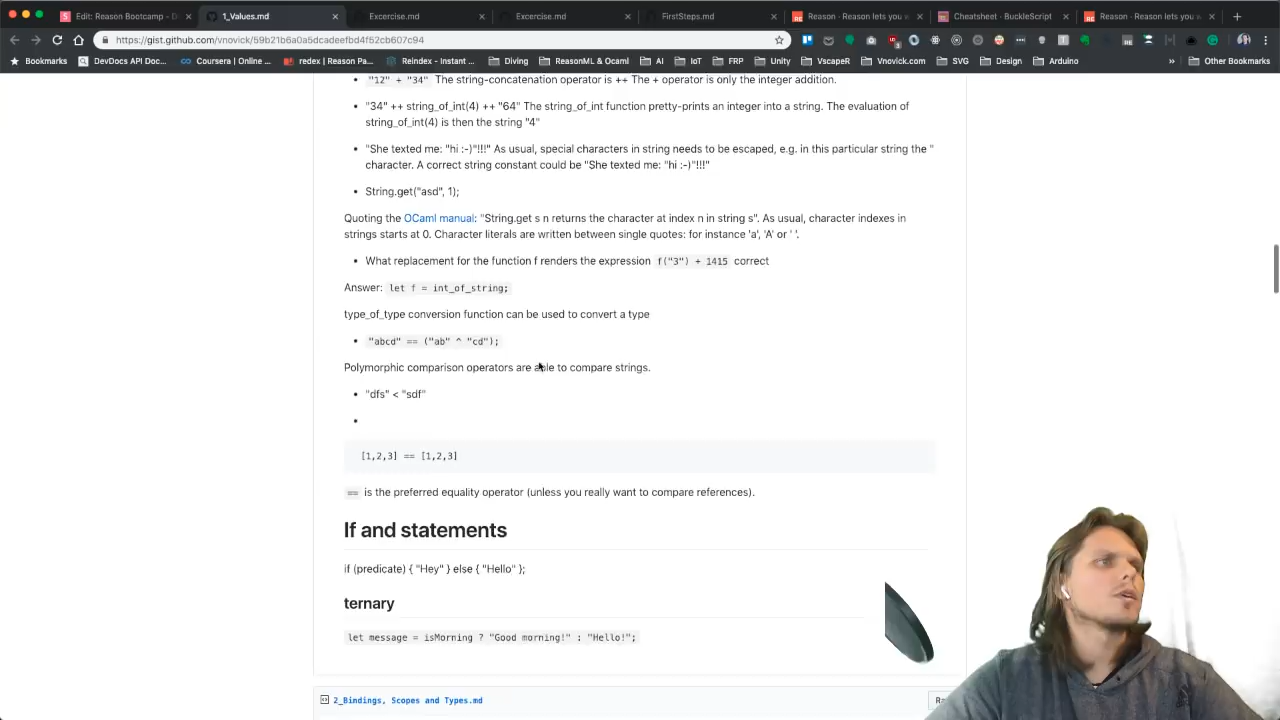 Edit: Reason Bootcamp - D
1_Values.md
Excercise.md
Excercise.md
FirstSteps.md
Reason · Reason lets you w
Cheatsheet · BuckleScript
Reason · Reason lets you w
https://gist.github.com/vnovick/59b21b6a0a5dcadeefbd4f52cb607c94
Bookmarks
DevDocs API Doc...
Coursera | Online ...
redex | Reason Pa...
Reindex - Instant ...
Diving
ReasonML & Ocaml
AI
IoT
FRP
Unity
VscapeR
Vnovick.com
SVG
Design
Arduino
»
Other Bookmarks
• "12" + "34" The string-concatenation operator is ++ The + operator is only the integer addition.
• "34" ++ string_of_int(4) ++ "64" The string_of_int function pretty-prints an integer into a string. The evaluation of
string_of_int(4) is then the string "4"
• "She texted me: "hi :-)"!!!" As usual, special characters in string needs to be escaped, e.g. in this particular string the "
character. A correct string constant could be "She texted me: "hi :-)"!!!"
• String.get("asd", 1);
Quoting the OCaml manual: "String.get s n returns the character at index n in string s". As usual, character indexes in
strings starts at 0. Character literals are written between single quotes: for instance 'a', 'A' or ' '.
• What replacement for the function f renders the expression f("3") + 1415 correct
Answer: let f = int_of_string;
type_of_type conversion function can be used to convert a type
• "abcd" == ("ab" ^ "cd");
Polymorphic comparison operators are able to compare strings.
• "dfs" < "sdf"
•
[1,2,3] == [1,2,3]
== is the preferred equality operator (unless you really want to compare references).
If and statements
if (predicate) { "Hey" } else { "Hello" };
ternary
let message = isMorning ? "Good morning!" : "Hello!";
2_Bindings, Scopes and Types.md